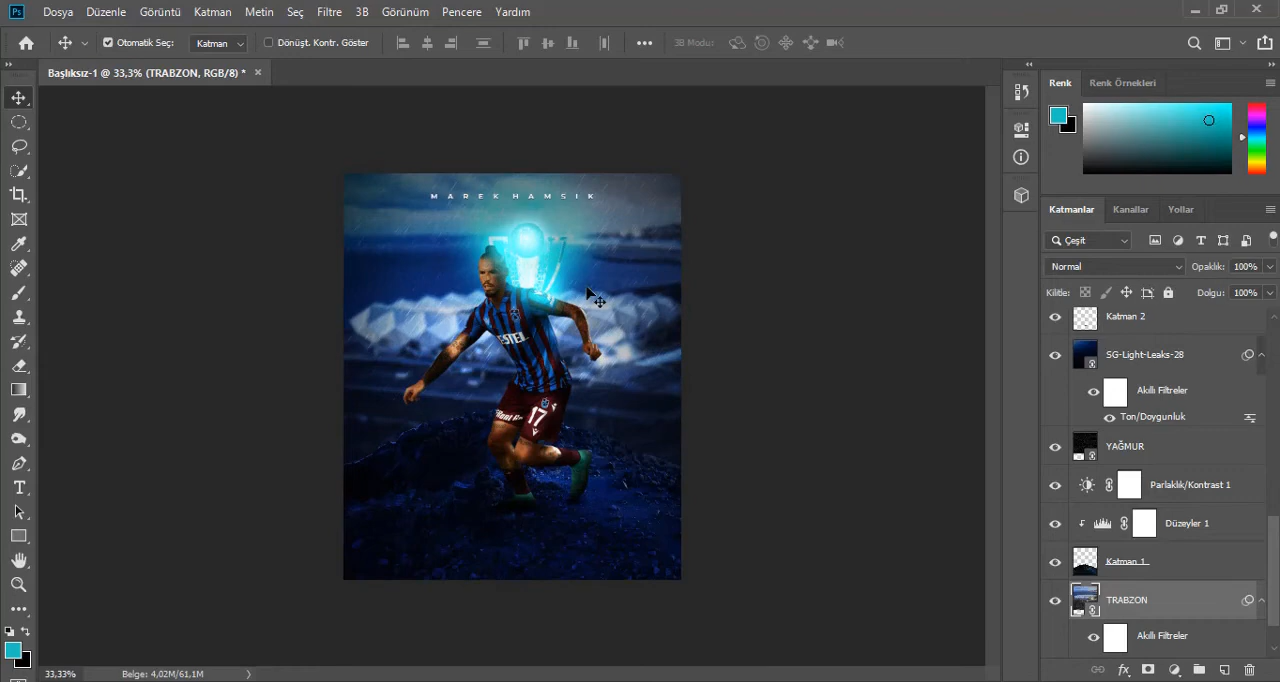 Ps Dosya Düzenle Görüntü Katman Metin Seç Filtre 3B Görünüm Pencere Yardım
Otomatik Seç: Katman Dönüşt. Kontr. Göster 3B Modu:
Başlıksız-1 @ 33,3% (TRABZON, RGB/8) *
Renk Renk Örnekleri
MAREK HAMSIK
17
Katmanlar Kanallar Yollar
Çeşit
Normal Opaklık: 100%
Kilitle: Dolgu: 100%
Katman 2
SG-Light-Leaks-28
Akıllı Filtreler
Ton/Doygunluk
YAĞMUR
Parlaklık/Kontrast 1
Düzeyler 1
Katman 1
TRABZON
Akıllı Filtreler
33,33% Belge: 4,02M/61,1M